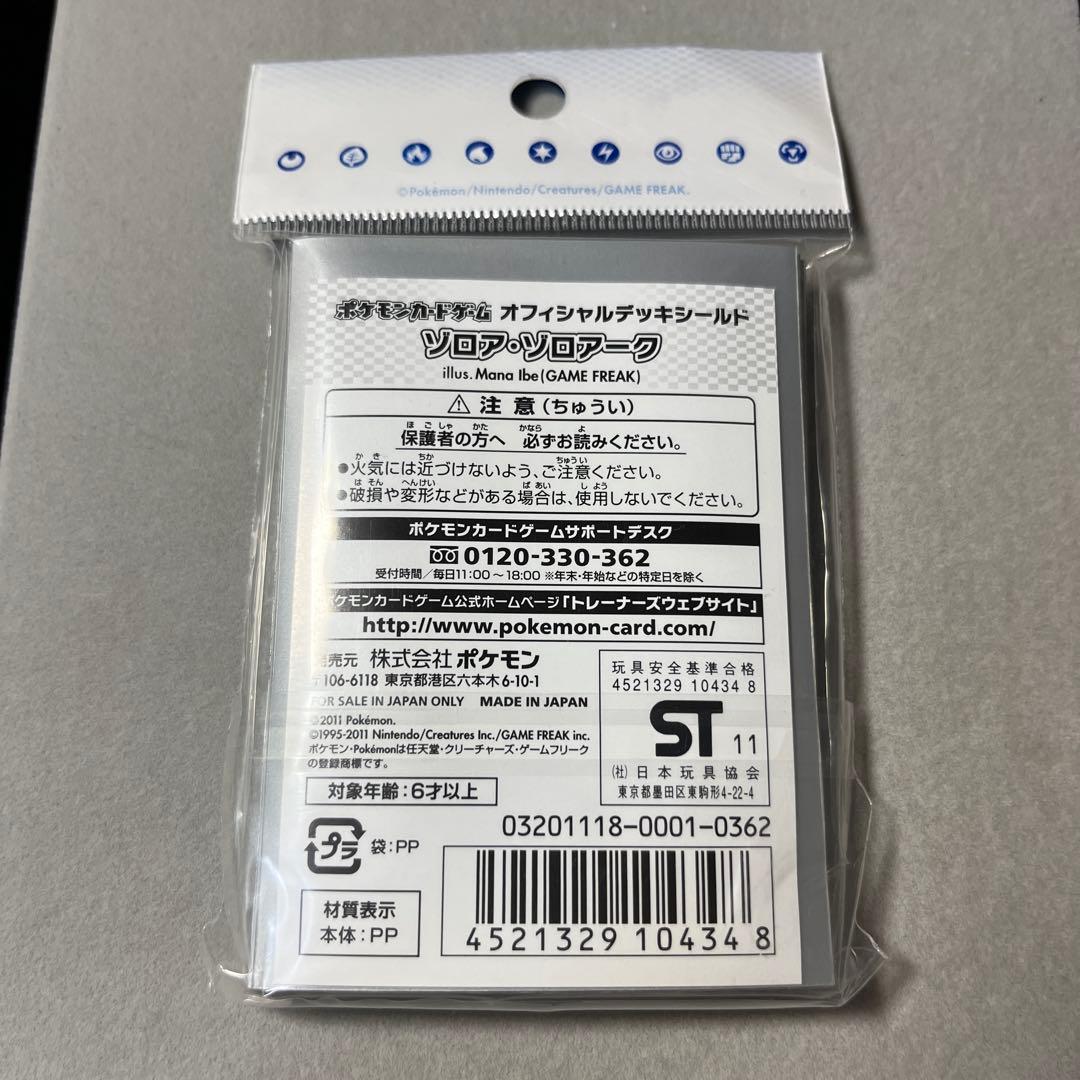 ©Pokémon/Nintendo/Creatures/GAME FREAK.
ポケモンカードゲーム オフィシャルデッキシールド
ゾロア・ゾロアーク
illus. Mana Ibe (GAME FREAK)
⚠ 注意(ちゅうい)
保護者の方へ 必ずお読みください。
●火気には近づけないよう、ご注意ください。
●破損や変形などがある場合は、使用しないでください。
ポケモンカードゲームサポートデスク
0120-330-362
受付時間/毎日11:00~18:00 ※年末・年始などの特定日を除く
ポケモンカードゲーム公式ホームページ「トレーナーズウェブサイト」
http://www.pokemon-card.com/
発売元 株式会社 ポケモン
〒106-6118 東京都港区六本木6-10-1
FOR SALE IN JAPAN ONLY MADE IN JAPAN
©2011 Pokémon.
©1995-2011 Nintendo/Creatures Inc./GAME FREAK inc.
ポケモン・Pokémonは任天堂・クリーチャーズ・ゲームフリーク
の登録商標です。
対象年齢:6才以上
玩具安全基準合格
4521329 10434 8
ST 11
(社)日本玩具協会
東京都墨田区東駒形4-22-4
03201118-0001-0362
プラ 袋:PP
材質表示
本体:PP
4521329 10434 8